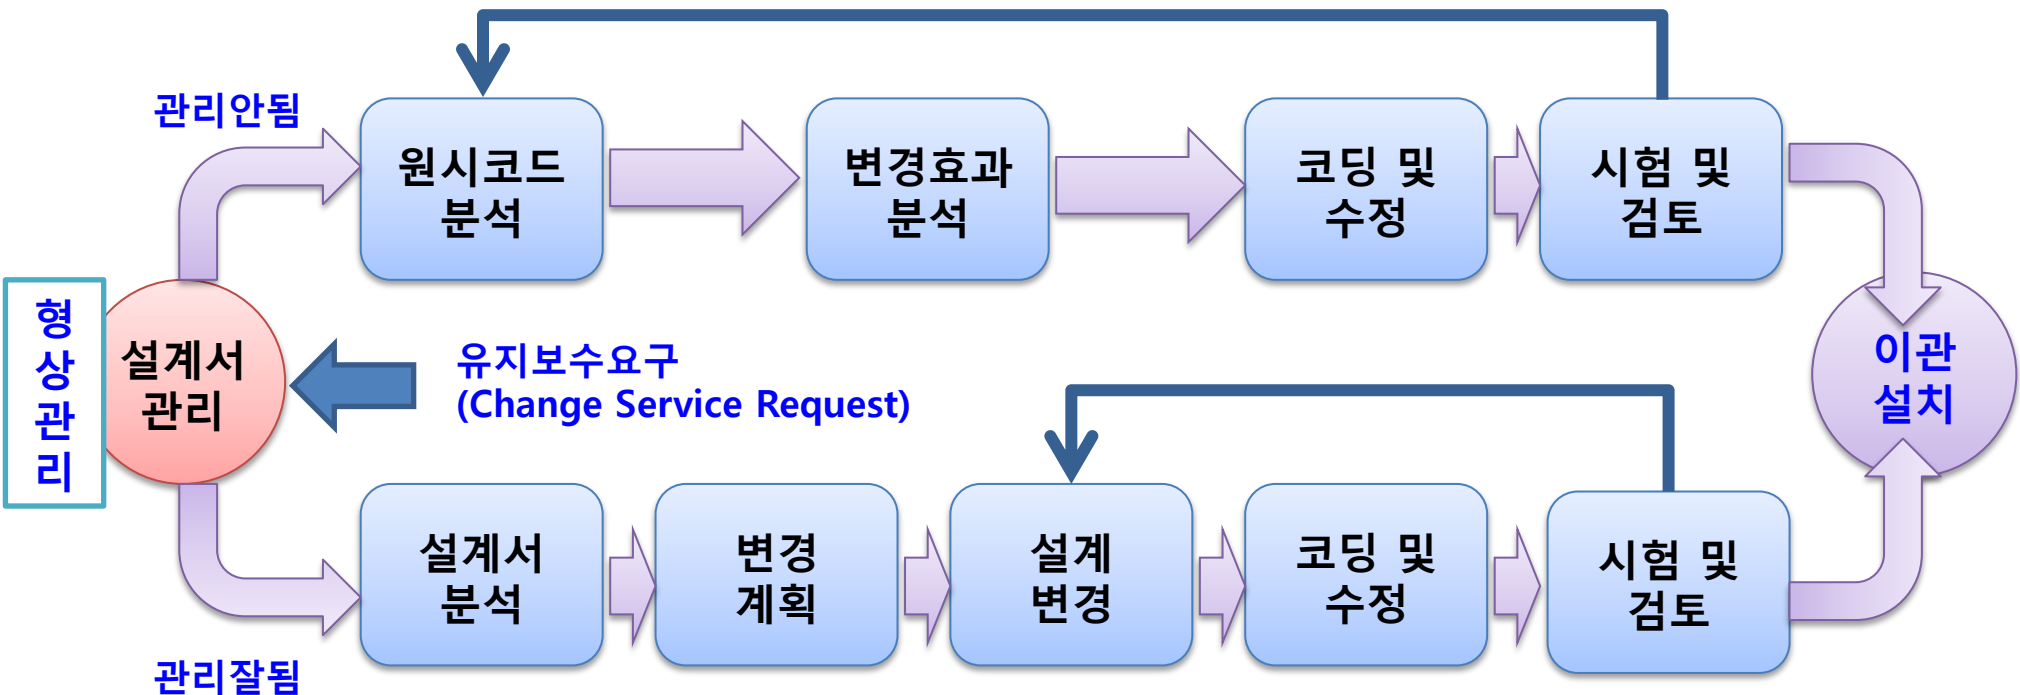 관리안됨
원시코드
분석
변경효과
분석
코딩 및
수정
시험 및
검토
형
상
관
리
설계서
관리
유지보수요구
(Change Service Request)
이관
설치
설계서
분석
변경
계획
설계
변경
코딩 및
수정
시험 및
검토
관리잘됨